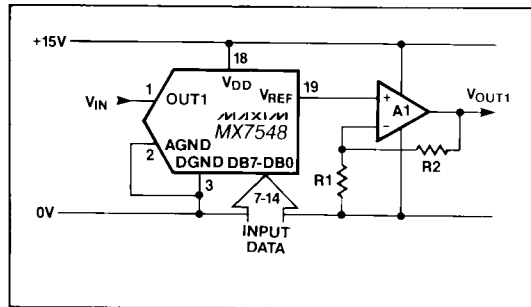 +15V
18
VDD
1
VIN
OUT1
VREF
19
MAXIM
MX7548
AGND
2
DGND DB7-DB0
3
7-14
+
A1
−
VOUT1
R2
R1
0V
INPUT
DATA